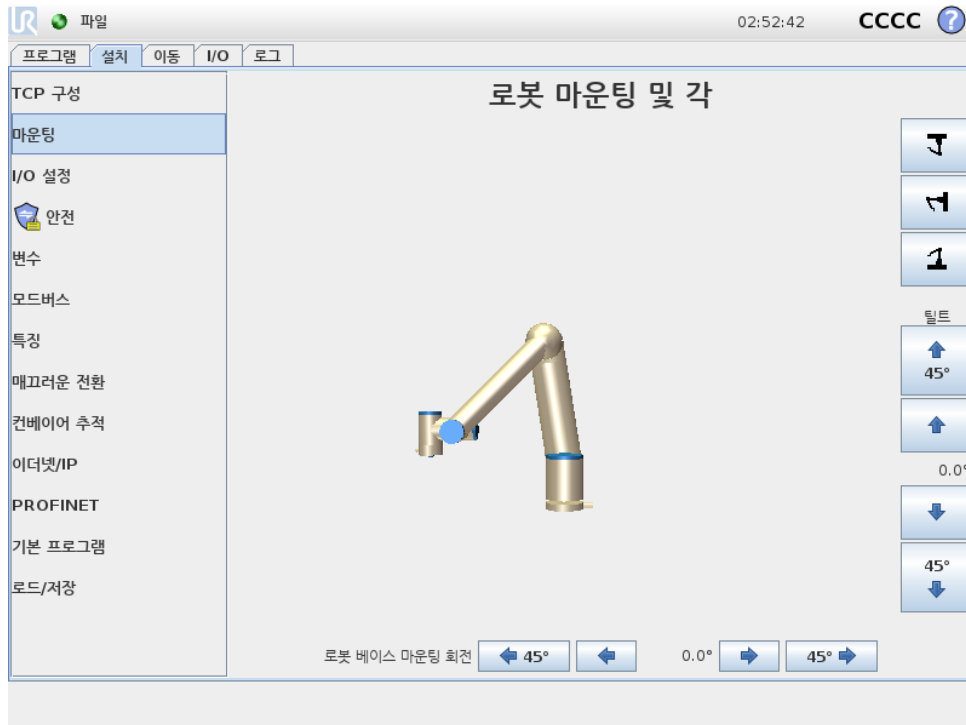 UR 파일 02:52:42 CCCC ?
프로그램 설치 이동 I/O 로그
TCP 구성
마운팅
I/O 설정
안전
변수
모드버스
특징
매끄러운 전환
컨베이어 추적
이더넷/IP
PROFINET
기본 프로그램
로드/저장
로봇 마운팅 및 각
틸트
45°
0.0°
45°
로봇 베이스 마운팅 회전 45° 0.0° 45°